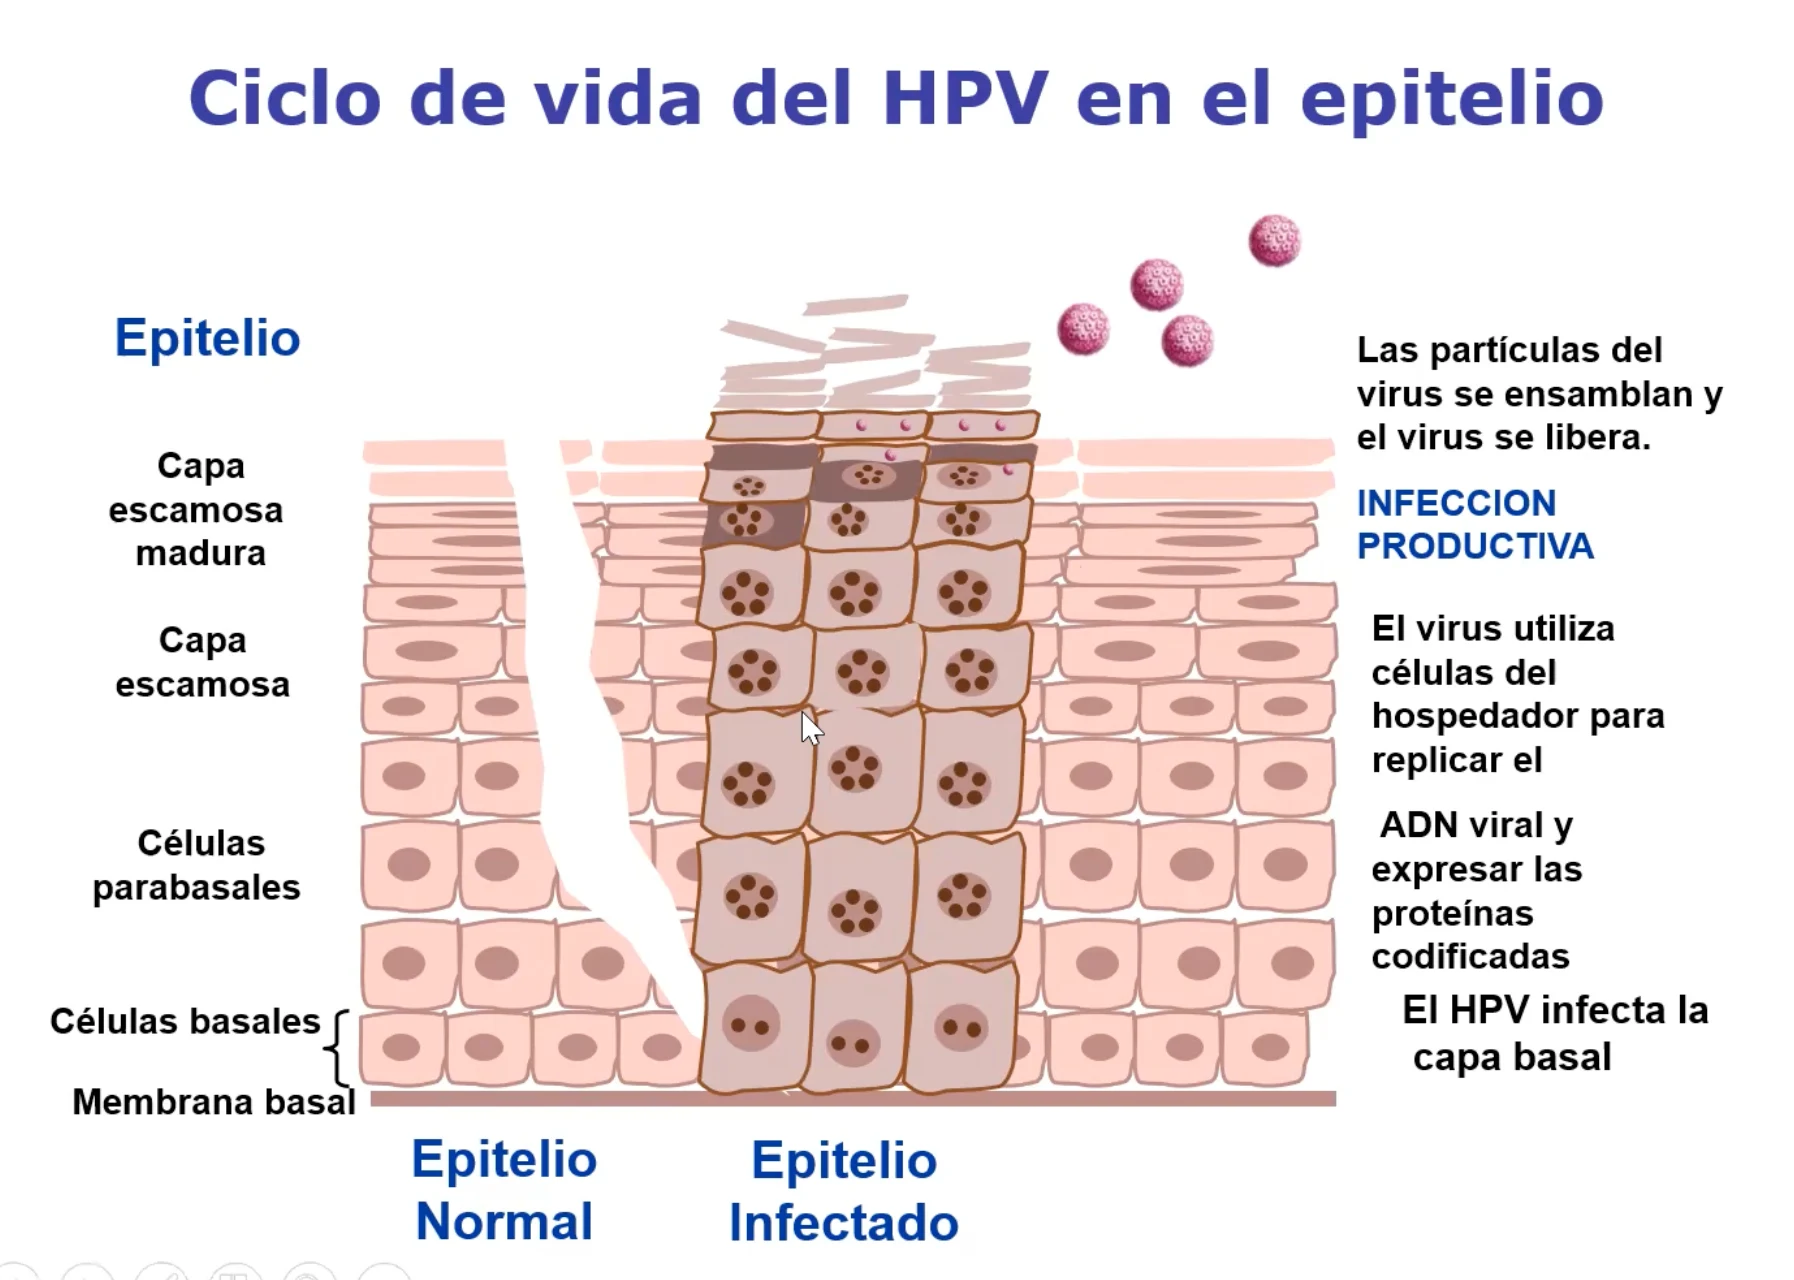 Ciclo de vida del HPV en el epitelio
Epitelio
Capa
escamosa
madura
Capa
escamosa
Células
parabasales
Células basales
Membrana basal
Epitelio
Normal
Epitelio
Infectado
Las partículas del
virus se ensamblan y
el virus se libera.
INFECCION
PRODUCTIVA
El virus utiliza
células del
hospedador para
replicar el
ADN viral y
expresar las
proteínas
codificadas
El HPV infecta la
capa basal